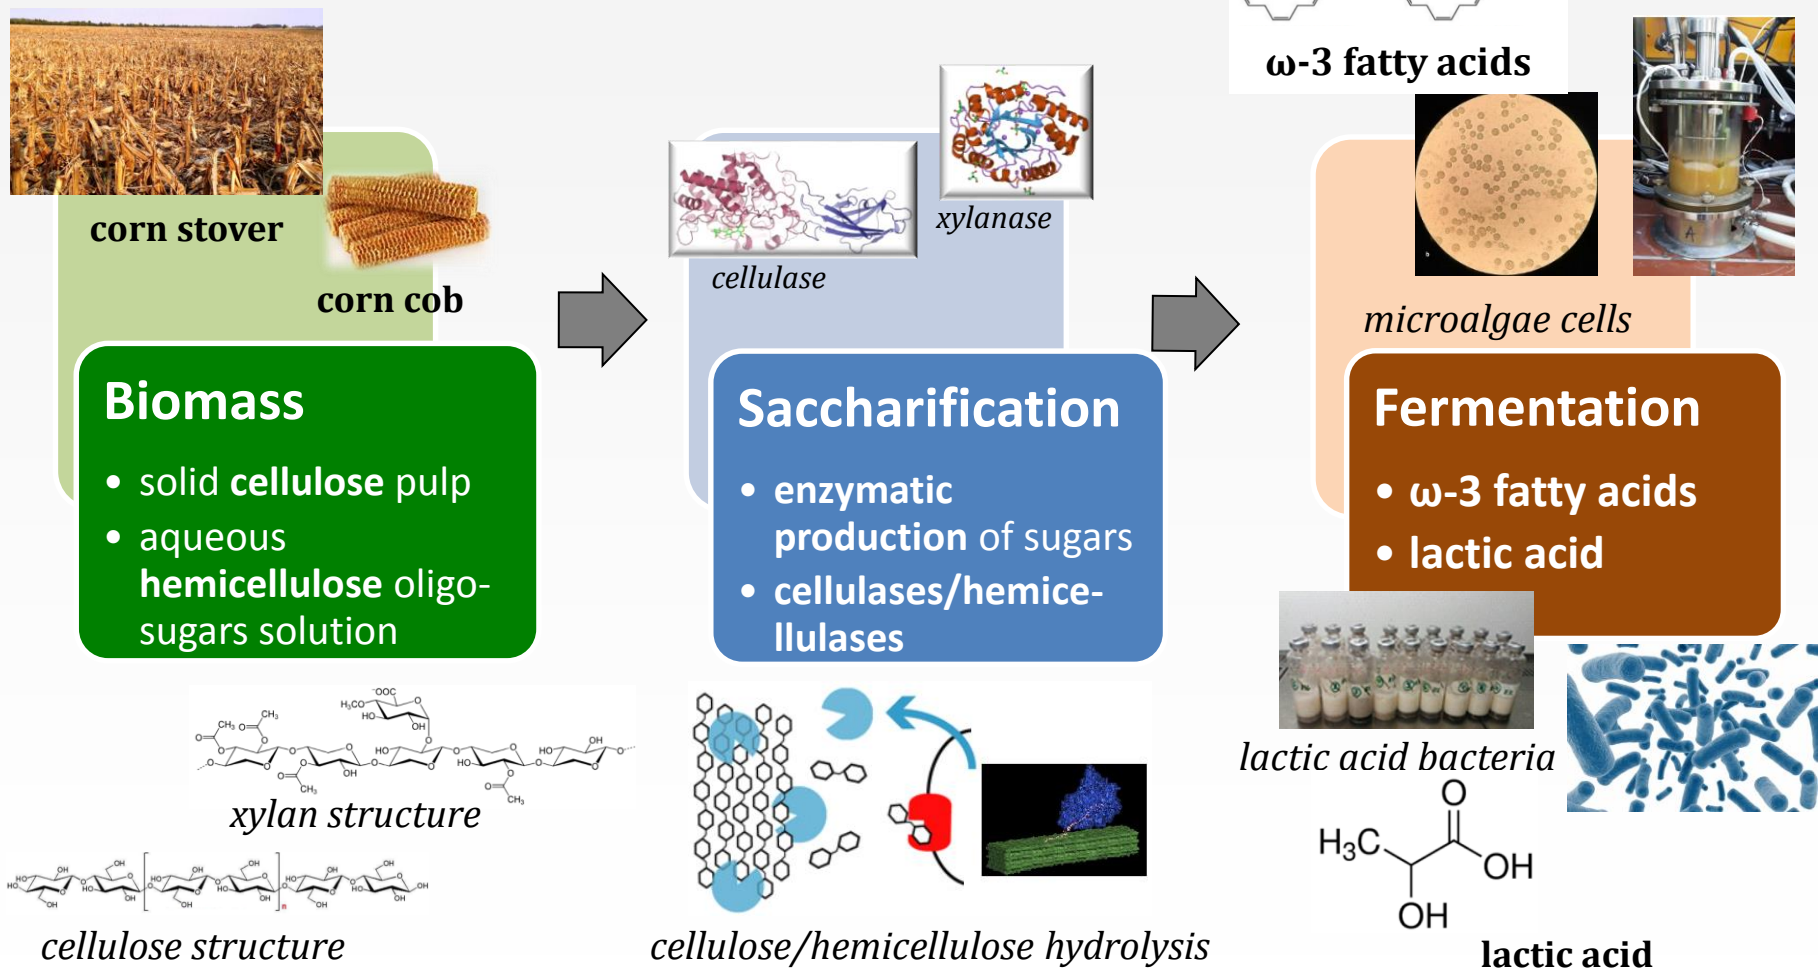 corn stover
corn cob
Biomass
• solid cellulose pulp
• aqueous
hemicellulose oligo-
sugars solution
xylan structure
cellulose structure
cellulase
xylanase
Saccharification
• enzymatic
production of sugars
• cellulases/hemice-
llulases
cellulose/hemicellulose hydrolysis
ω-3 fatty acids
microalgae cells
Fermentation
• ω-3 fatty acids
• lactic acid
lactic acid bacteria
O
H₃C
OH
OH
lactic acid